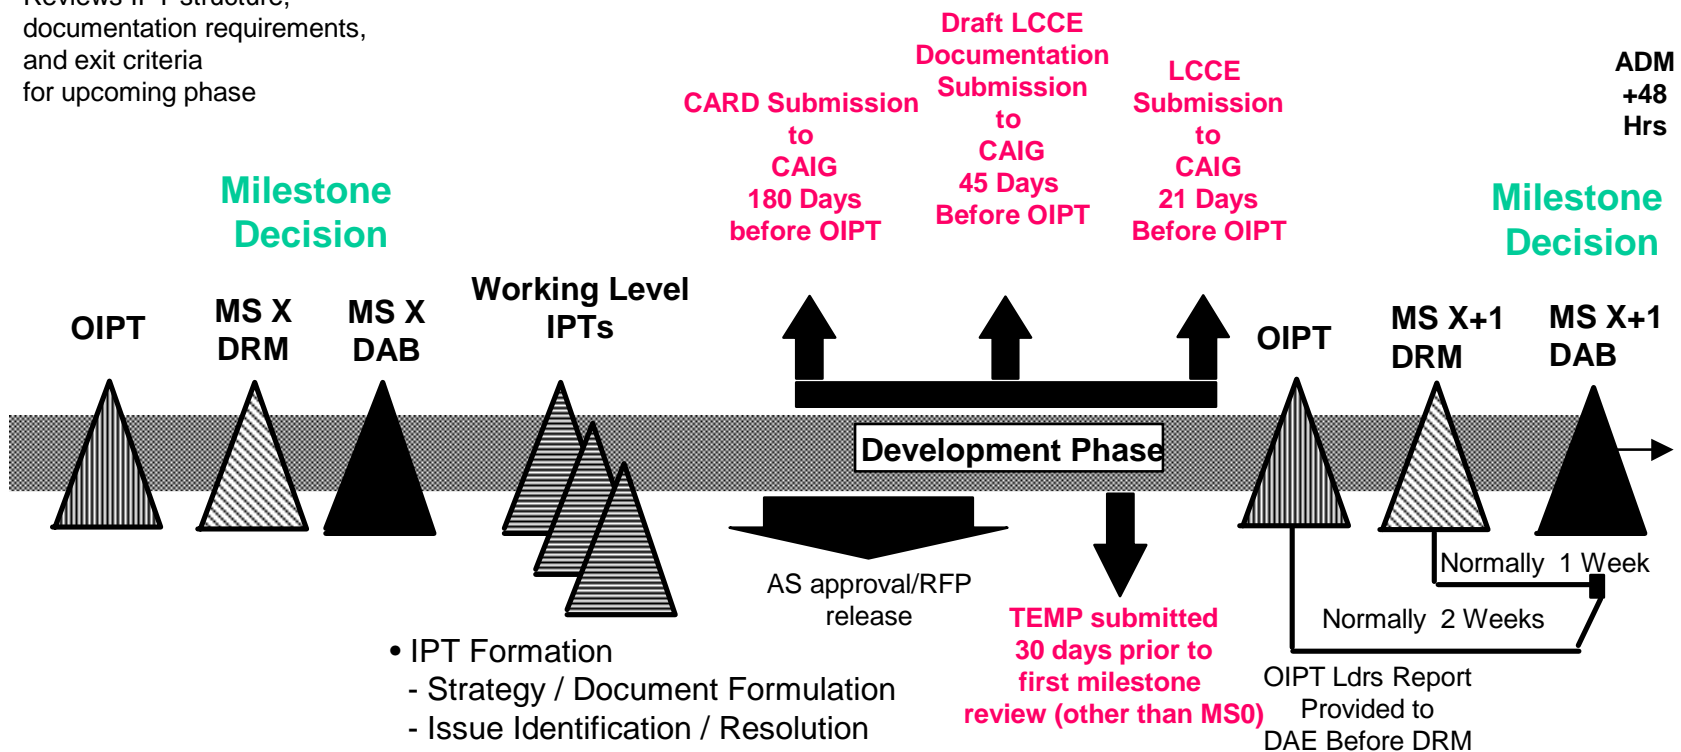 Reviews IPT structure,
documentation requirements,
and exit criteria
for upcoming phase
Milestone
Decision
CARD Submission
to
CAIG
180 Days
before OIPT
Draft LCCE
Documentation
Submission
to
CAIG
45 Days
Before OIPT
LCCE
Submission
to
CAIG
21 Days
Before OIPT
ADM
+48
Hrs
Milestone
Decision
OIPT
MS X
DRM
MS X
DAB
Working Level
IPTs
OIPT
MS X+1
DRM
MS X+1
DAB
Development Phase
AS approval/RFP
release
TEMP submitted
30 days prior to
first milestone
review (other than MS0)
Normally 1 Week
Normally 2 Weeks
OIPT Ldrs Report
Provided to
DAE Before DRM
• IPT Formation
- Strategy / Document Formulation
- Issue Identification / Resolution